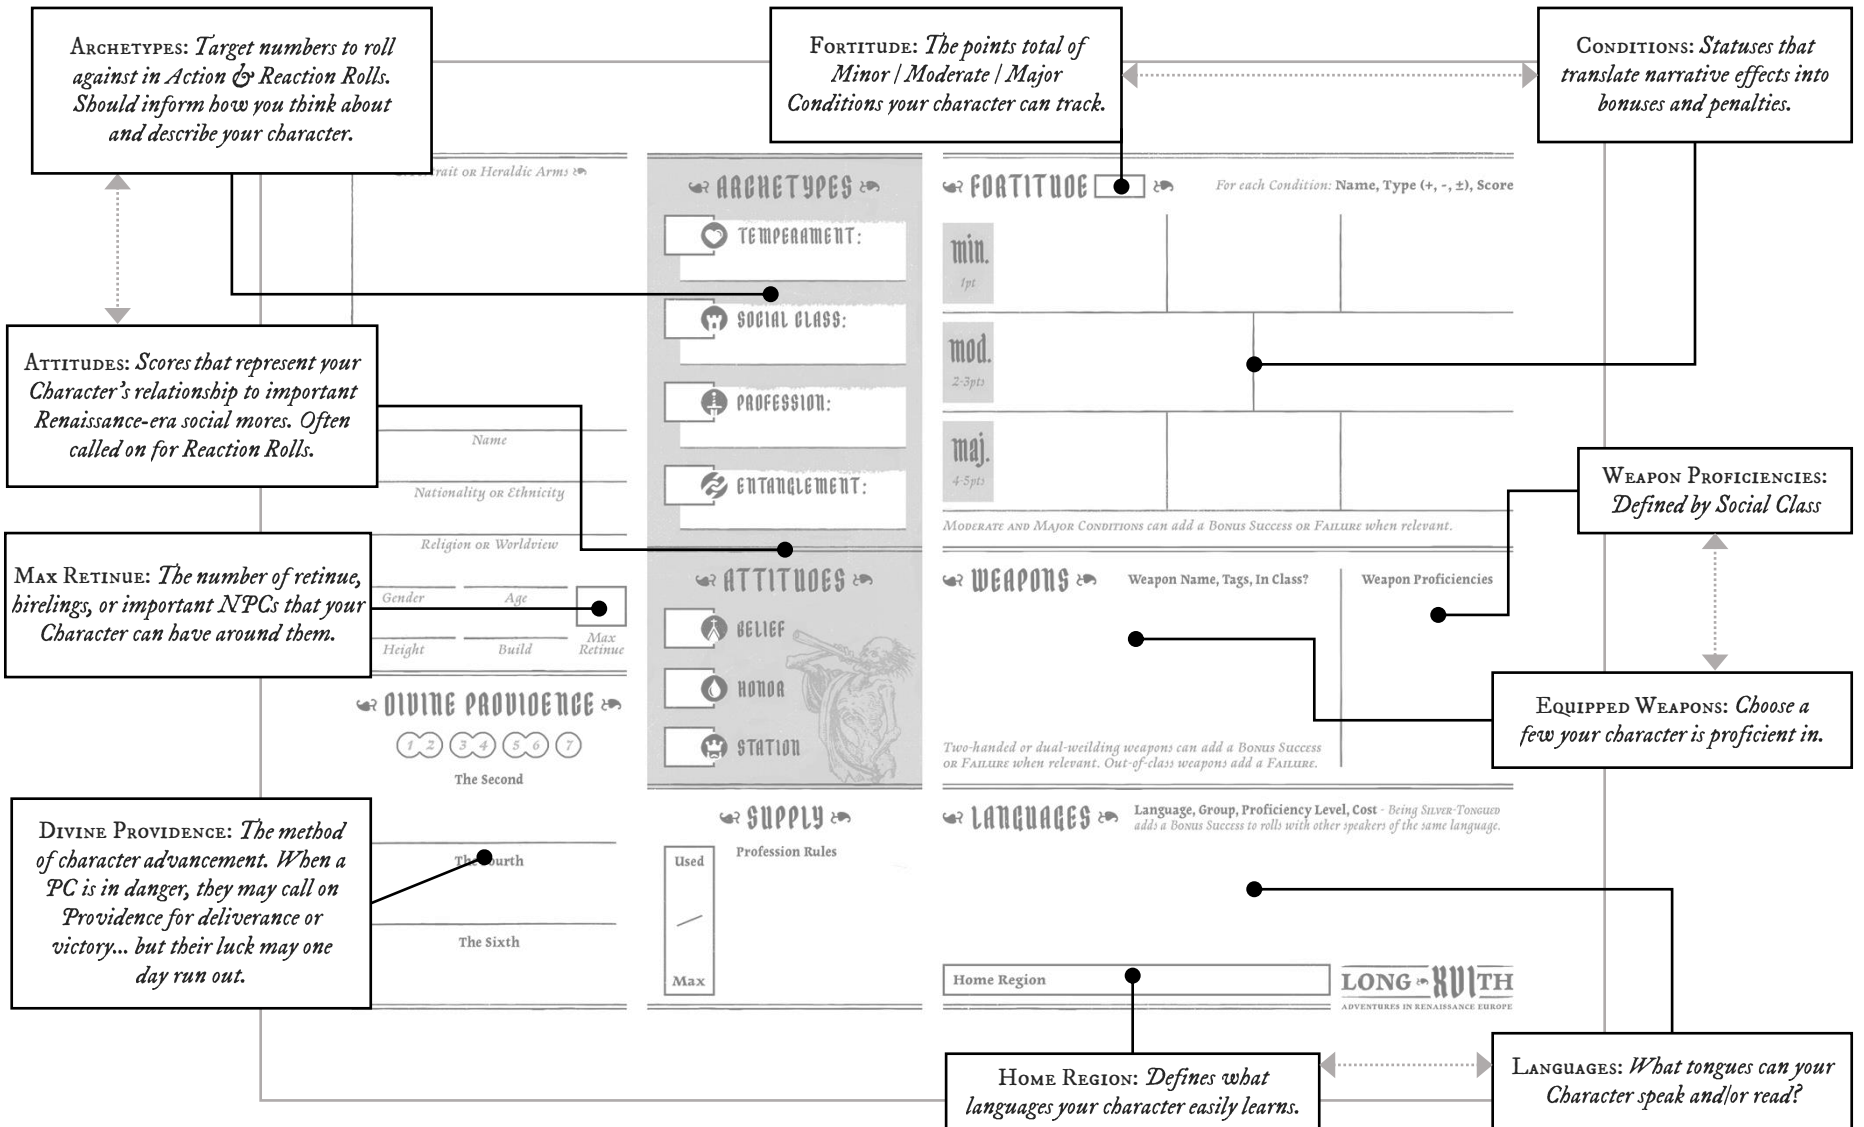 Archetypes: Target numbers to roll
against in Action & Reaction Rolls.
Should inform how you think about
and describe your character.
Fortitude: The points total of
Minor / Moderate / Major
Conditions your character can track.
Conditions: Statuses that
translate narrative effects into
bonuses and penalties.
or Heraldic Arms
Attitudes: Scores that represent your
Character's relationship to important
Renaissance-era social mores. Often
called on for Reaction Rolls.
Name
Nationality or Ethnicity
Religion or Worldview
Max Retinue: The number of retinue,
hirelings, or important NPCs that your
Character can have around them.
Gender
Age
Height
Build
Max
Retinue
DIVINE PROVIDENCE
1 2 3 4 5 6 7
The Second
The Fourth
The Sixth
Divine Providence: The method
of character advancement. When a
PC is in danger, they may call on
Providence for deliverance or
victory... but their luck may one
day run out.
ARCHETYPES
TEMPERAMENT:
SOCIAL CLASS:
PROFESSION:
ENTANGLEMENT:
ATTITUDES
BELIEF
HONOR
STATION
SUPPLY
Used
Max
Profession Rules
FORTITUDE
For each Condition: Name, Type (+, -, ±), Score
min.
1pt
mod.
2-3pts
maj.
4-5pts
Moderate and Major Conditions can add a Bonus Success or Failure when relevant.
WEAPONS
Weapon Name, Tags, In Class?
Weapon Proficiencies
Two-handed or dual-weilding weapons can add a Bonus Success
or Failure when relevant. Out-of-class weapons add a Failure.
Weapon Proficiencies:
Defined by Social Class
Equipped Weapons: Choose a
few your character is proficient in.
LANGUAGES
Language, Group, Proficiency Level, Cost - Being Silver-Tongued
adds a Bonus Success to rolls with other speakers of the same language.
Home Region
LONG XVITH
ADVENTURES IN RENAISSANCE EUROPE
Home Region: Defines what
languages your character easily learns.
Languages: What tongues can your
Character speak and/or read?